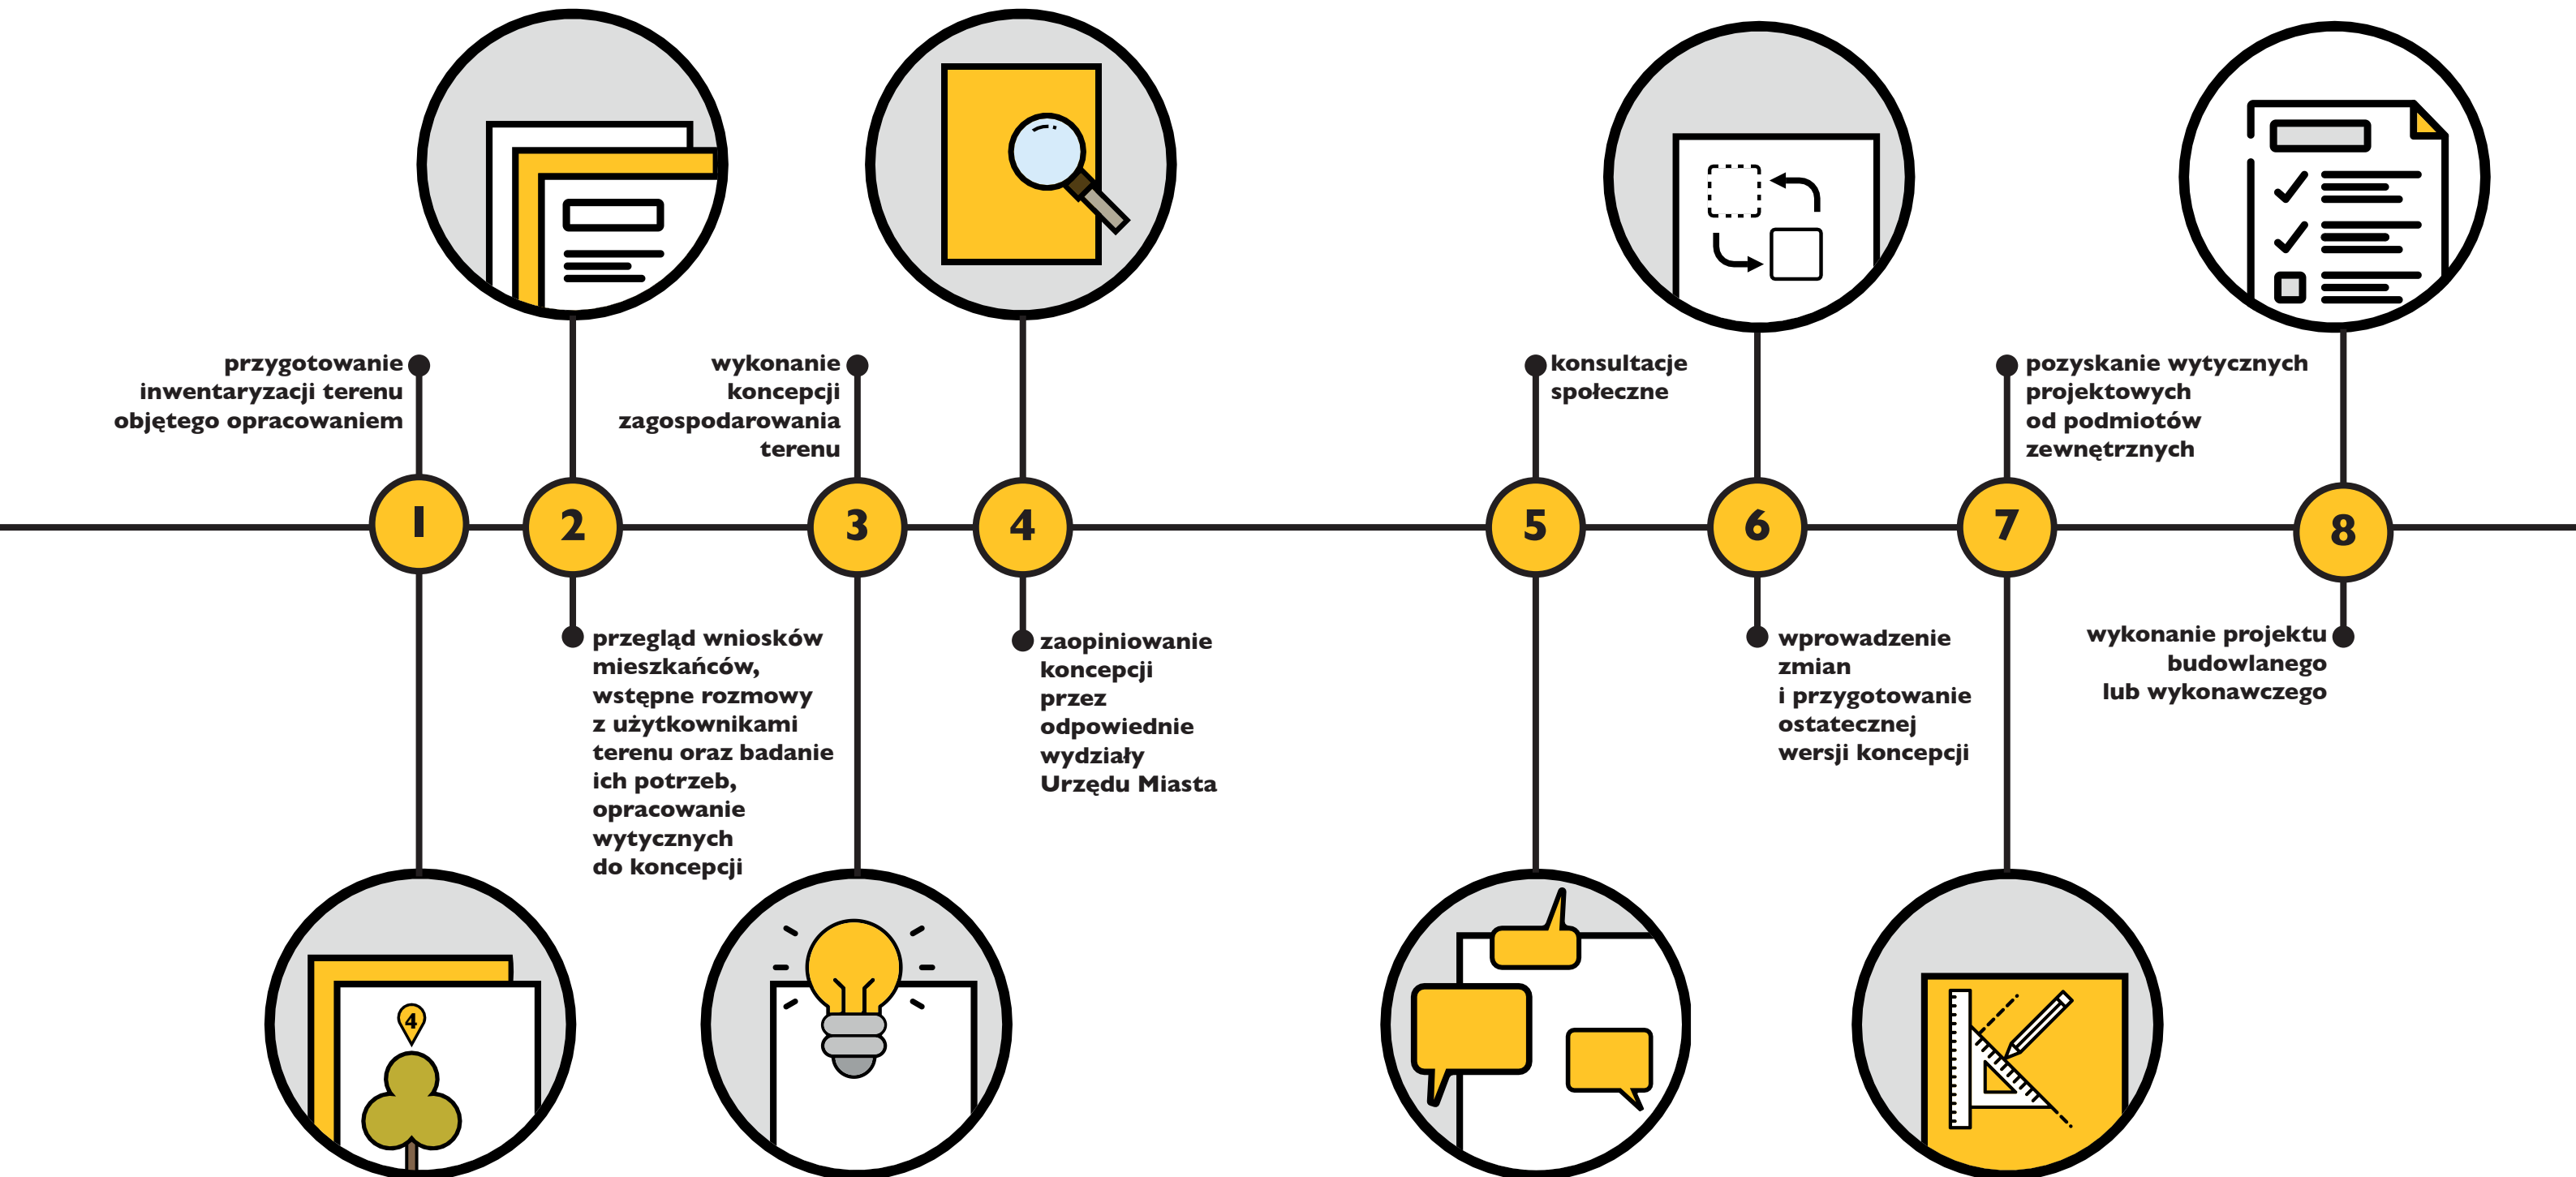 przygotowanie
inwentaryzacji terenu
objętego opracowaniem
1
2
przegląd wniosków
mieszkańców,
wstępne rozmowy
z użytkownikami
terenu oraz badanie
ich potrzeb,
opracowanie
wytycznych
do koncepcji
wykonanie
koncepcji
zagospodarowania
terenu
3
4
zaopiniowanie
koncepcji
przez
odpowiednie
wydziały
Urzędu Miasta
konsultacje
społeczne
5
6
wprowadzenie
zmian
i przygotowanie
ostatecznej
wersji koncepcji
pozyskanie wytycznych
projektowych
od podmiotów
zewnętrznych
7
8
wykonanie projektu
budowlanego
lub wykonawczego
4